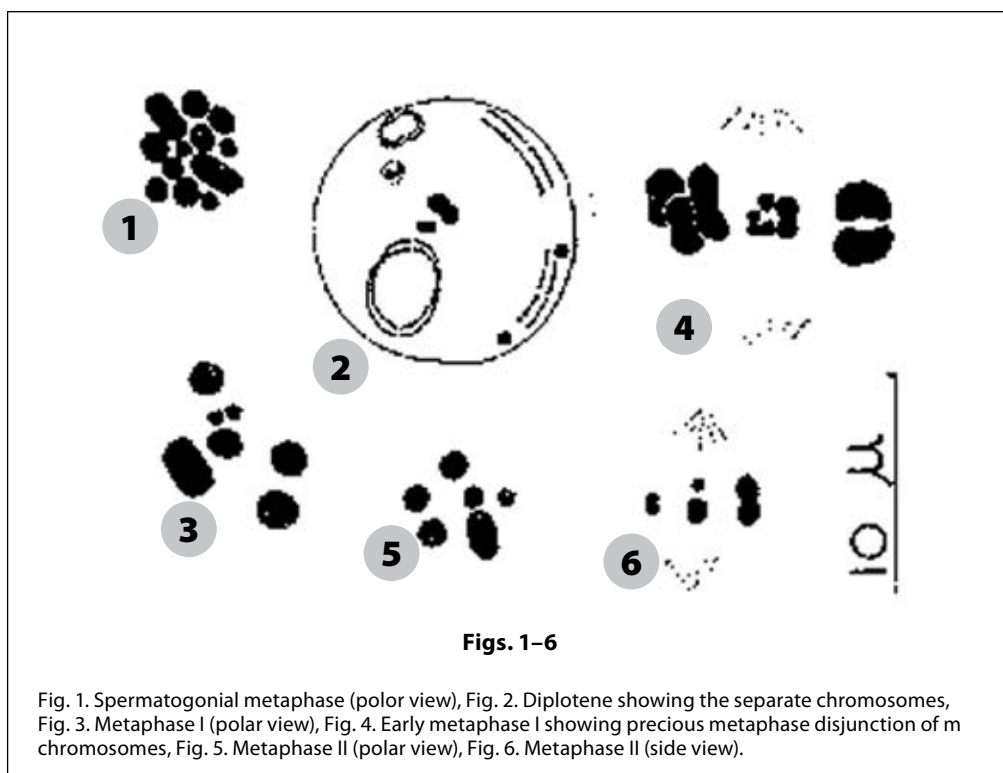 1
2
4
3
5
6
10 μ
Figs. 1–6
Fig. 1. Spermatogonial metaphase (polor view), Fig. 2. Diplotene showing the separate chromosomes,
Fig. 3. Metaphase I (polar view), Fig. 4. Early metaphase I showing precious metaphase disjunction of m
chromosomes, Fig. 5. Metaphase II (polar view), Fig. 6. Metaphase II (side view).